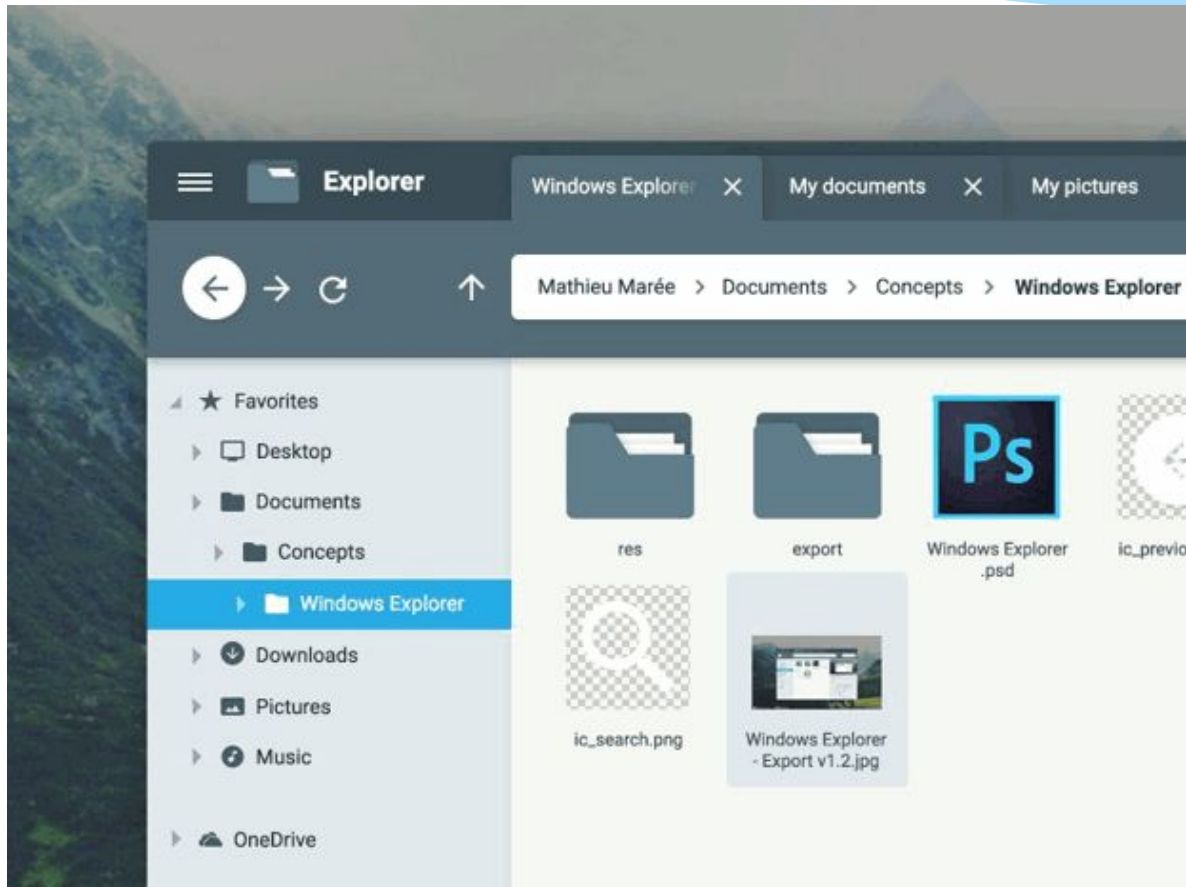 Explorer
Windows Explorer
My documents
My pictures
Mathieu Marée > Documents > Concepts > Windows Explorer
Favorites
Desktop
Documents
Concepts
Windows Explorer
Downloads
Pictures
Music
OneDrive
res
export
Ps
Windows Explorer
.psd
ic_previo
ic_search.png
Windows Explorer
- Export v1.2.jpg